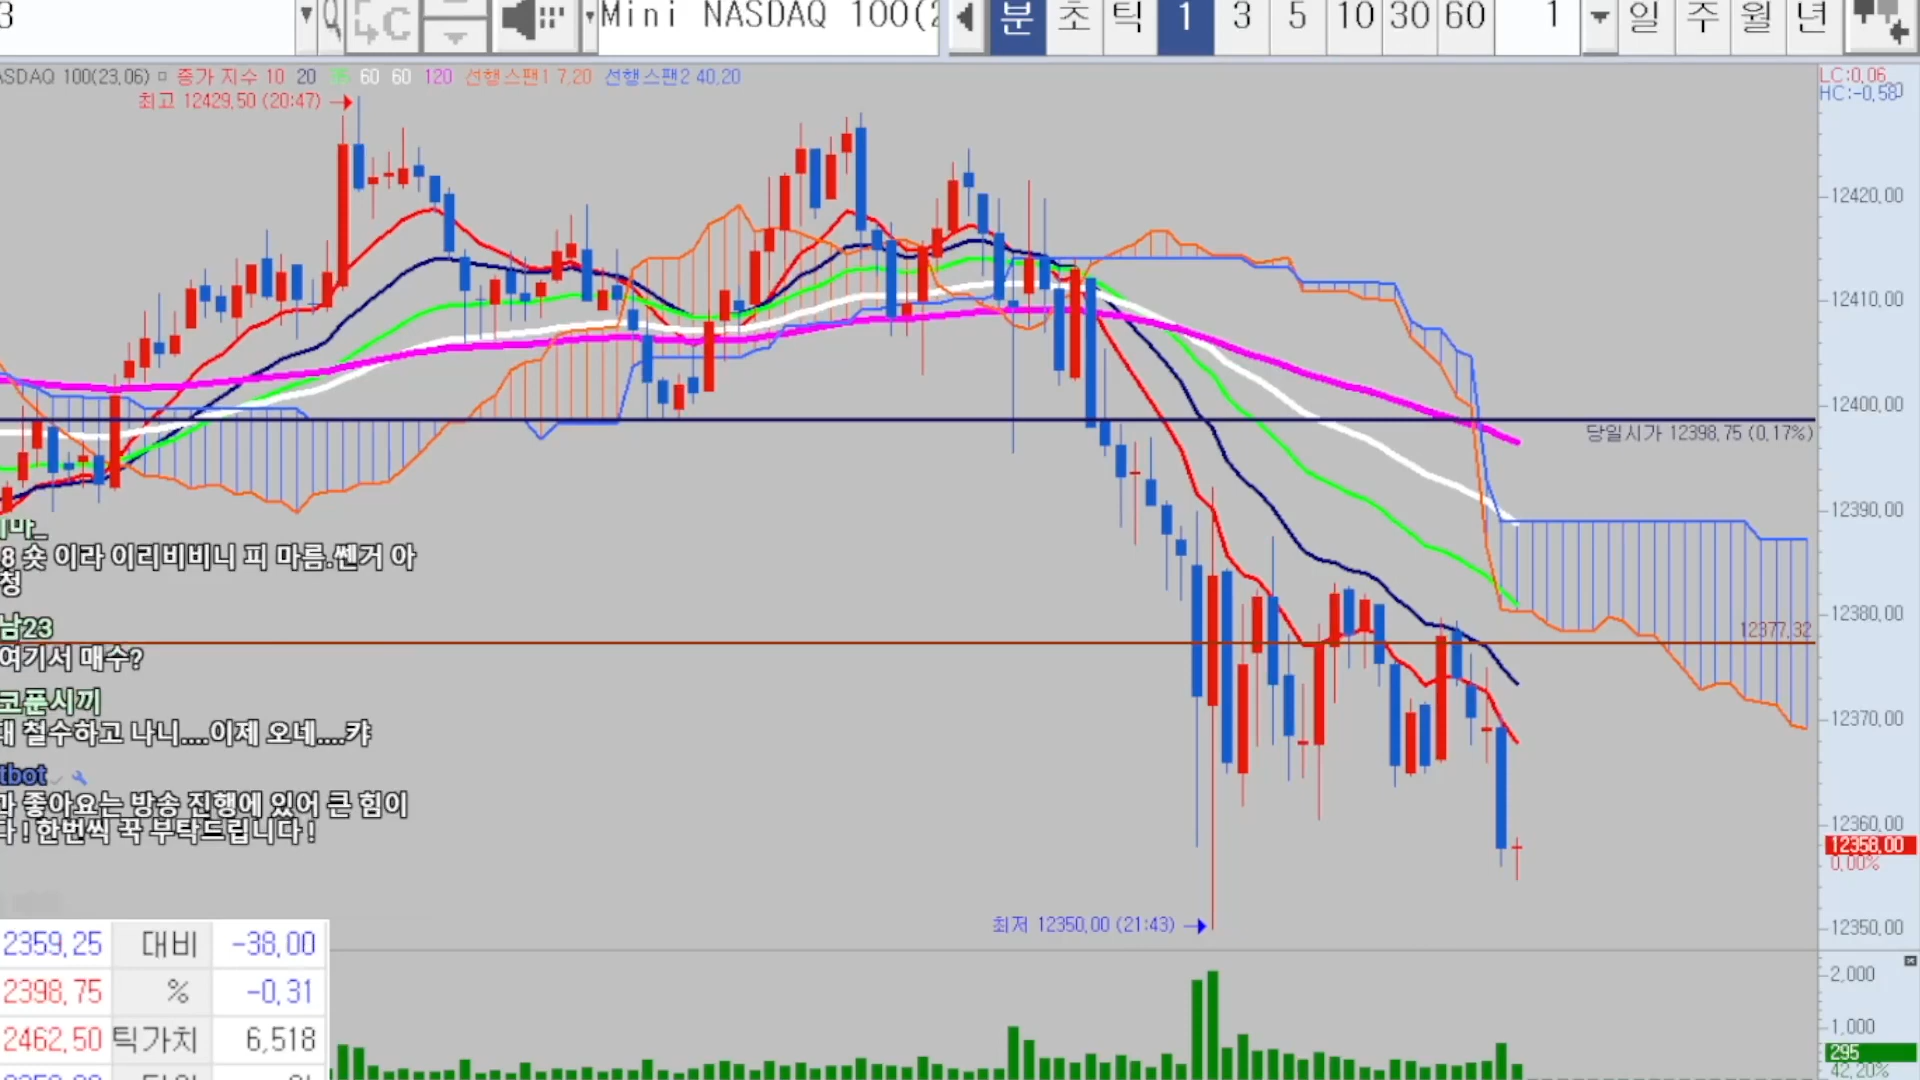 3
Mini NASDAQ 100(2
분 초 틱 1 3 5 10 30 60 1 일 주 월 년
ASDAQ 100(23,06) 종가 지수 10 20 60 60 120 선행스팬1 7,20 선행스팬2 40,20
LC:0,06
HC:-0,58
최고 12429,50 (20:47)
12420,00
12410,00
12400,00
당일시가 12398,75 (0,17%)
12390,00
12380,00
12377,32
12370,00
12360,00
12358,00
0,00%
12350,00
최저 12350,00 (21:43)
8 숏 이라 이리비비니 피 마름.쎈거 아
청
남23
여기서 매수?
코푼시끼
대 철수하고 나니....이제 오네....캬
tbot
과 좋아요는 방송 진행에 있어 큰 힘이
다 ! 한번씩 꼭 부탁드립니다 !
2359,25 대비 -38,00
2398,75 % -0,31
2462,50 틱가치 6,518
2,000
1,000
295
42,20%